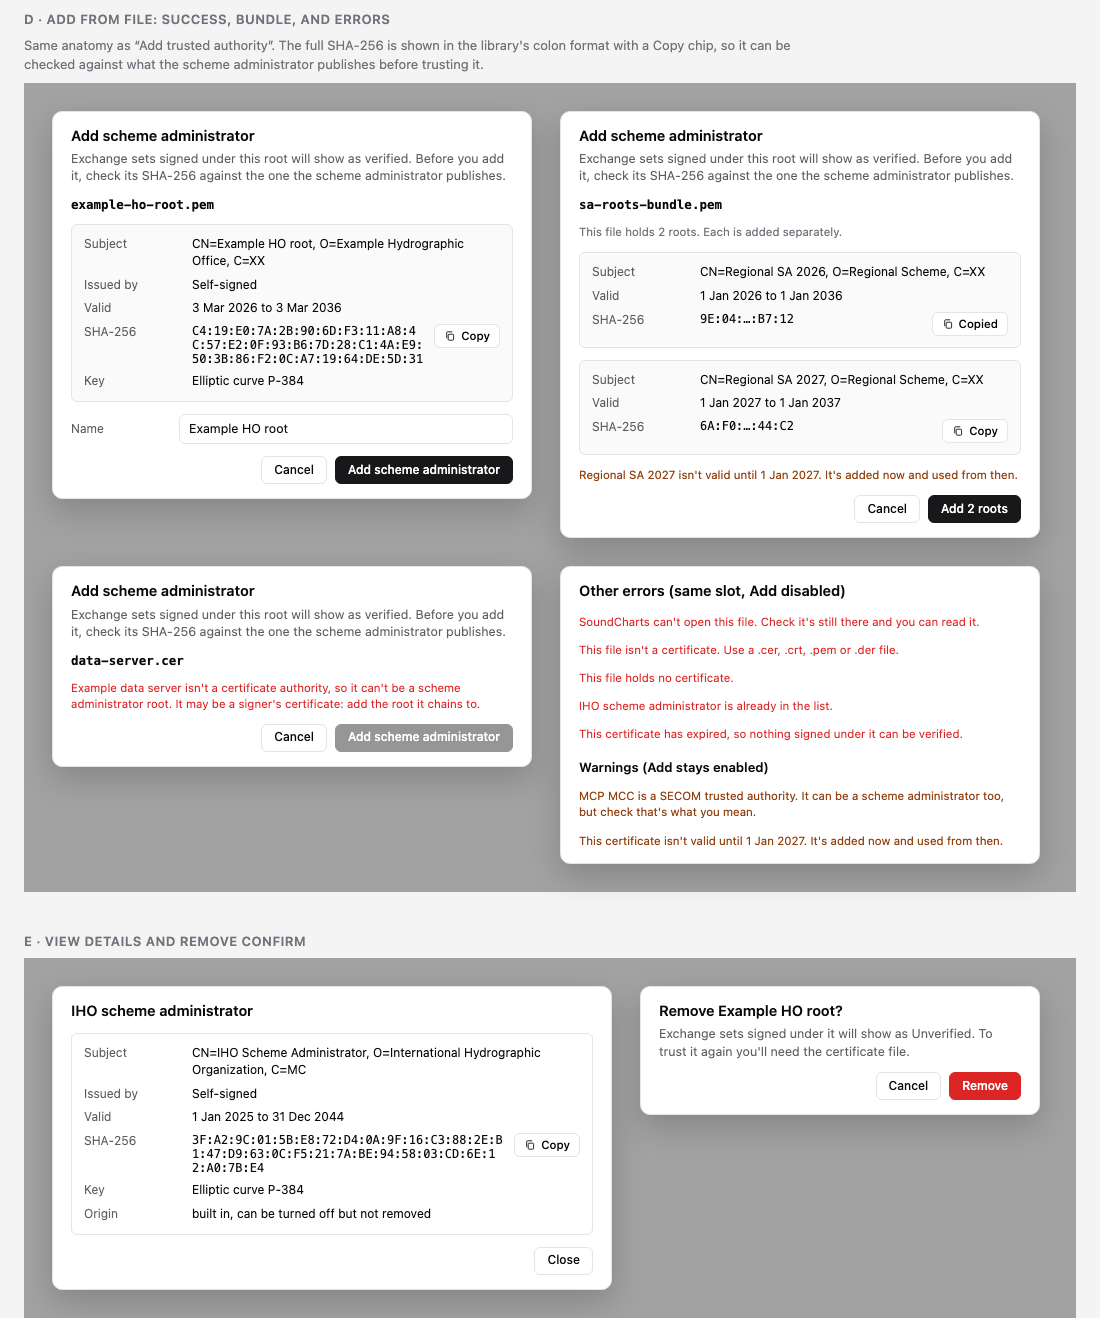 D · ADD FROM FILE: SUCCESS, BUNDLE, AND ERRORS
Same anatomy as “Add trusted authority”. The full SHA-256 is shown in the library's colon format with a Copy chip, so it can be
checked against what the scheme administrator publishes before trusting it.
Add scheme administrator
Exchange sets signed under this root will show as verified. Before you add
it, check its SHA-256 against the one the scheme administrator publishes.
example-ho-root.pem
Subject
CN=Example HO root, O=Example Hydrographic
Office, C=XX
Issued by
Self-signed
Valid
3 Mar 2026 to 3 Mar 2036
SHA-256
C4:19:E0:7A:2B:90:6D:F3:11:A8:4
C:57:E2:0F:93:B6:7D:28:C1:4A:E9:
50:3B:86:F2:0C:A7:19:64:DE:5D:31
Copy
Key
Elliptic curve P-384
Name
Example HO root
Cancel
Add scheme administrator
Add scheme administrator
Exchange sets signed under this root will show as verified. Before you add
it, check its SHA-256 against the one the scheme administrator publishes.
sa-roots-bundle.pem
This file holds 2 roots. Each is added separately.
Subject
CN=Regional SA 2026, O=Regional Scheme, C=XX
Valid
1 Jan 2026 to 1 Jan 2036
SHA-256
9E:04:…:B7:12
Copied
Subject
CN=Regional SA 2027, O=Regional Scheme, C=XX
Valid
1 Jan 2027 to 1 Jan 2037
SHA-256
6A:F0:…:44:C2
Copy
Regional SA 2027 isn't valid until 1 Jan 2027. It's added now and used from then.
Cancel
Add 2 roots
Add scheme administrator
Exchange sets signed under this root will show as verified. Before you add
it, check its SHA-256 against the one the scheme administrator publishes.
data-server.cer
Example data server isn't a certificate authority, so it can't be a scheme
administrator root. It may be a signer's certificate: add the root it chains to.
Cancel
Add scheme administrator
Other errors (same slot, Add disabled)
SoundCharts can't open this file. Check it's still there and you can read it.
This file isn't a certificate. Use a .cer, .crt, .pem or .der file.
This file holds no certificate.
IHO scheme administrator is already in the list.
This certificate has expired, so nothing signed under it can be verified.
Warnings (Add stays enabled)
MCP MCC is a SECOM trusted authority. It can be a scheme administrator too,
but check that's what you mean.
This certificate isn't valid until 1 Jan 2027. It's added now and used from then.
E · VIEW DETAILS AND REMOVE CONFIRM
IHO scheme administrator
Subject
CN=IHO Scheme Administrator, O=International Hydrographic
Organization, C=MC
Issued by
Self-signed
Valid
1 Jan 2025 to 31 Dec 2044
SHA-256
3F:A2:9C:01:5B:E8:72:D4:0A:9F:16:C3:88:2E:B
1:47:D9:63:0C:F5:21:7A:BE:94:58:03:CD:6E:1
2:A0:7B:E4
Copy
Key
Elliptic curve P-384
Origin
built in, can be turned off but not removed
Close
Remove Example HO root?
Exchange sets signed under it will show as Unverified. To
trust it again you'll need the certificate file.
Cancel
Remove